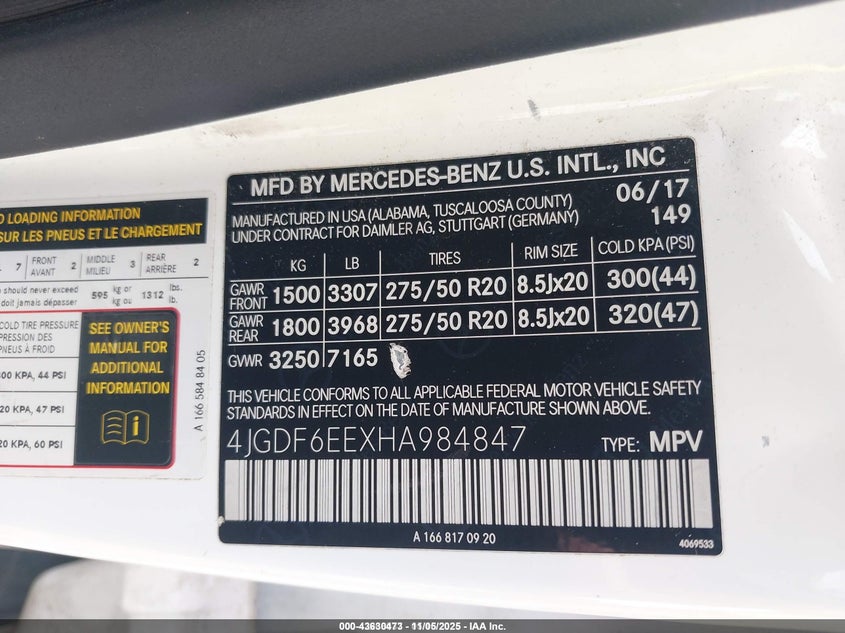 D LOADING INFORMATION
SUR LES PNEUS ET LE CHARGEMENT
7 FRONT AVANT 2 MIDDLE MILIEU 3 REAR ARRIÈRE 2
should never exceed
doit jamais dépasser
595 kg or kg ou 1312 lbs. lb.
COLD TIRE PRESSURE
PRESSION DES
PNEUS À FROID
00 KPA, 44 PSI
20 KPA, 47 PSI
20 KPA, 60 PSI
SEE OWNER'S
MANUAL FOR
ADDITIONAL
INFORMATION
A 166 584 84 05
MFD BY MERCEDES-BENZ U.S. INTL., INC
MANUFACTURED IN USA (ALABAMA, TUSCALOOSA COUNTY) 06/17
UNDER CONTRACT FOR DAIMLER AG, STUTTGART (GERMANY) 149
KG LB TIRES RIM SIZE COLD KPA (PSI)
GAWR FRONT 1500 3307 275/50 R20 8.5Jx20 300(44)
GAWR REAR 1800 3968 275/50 R20 8.5Jx20 320(47)
GVWR 3250 7165
THIS VEHICLE CONFORMS TO ALL APPLICABLE FEDERAL MOTOR VEHICLE SAFETY
STANDARDS IN EFFECT ON THE DATE OF MANUFACTURE SHOWN ABOVE.
4JGDF6EEXHA984847 TYPE: MPV
A 166 817 09 20
4069533
000-43630473 - 11/05/2025 - IAA Inc.